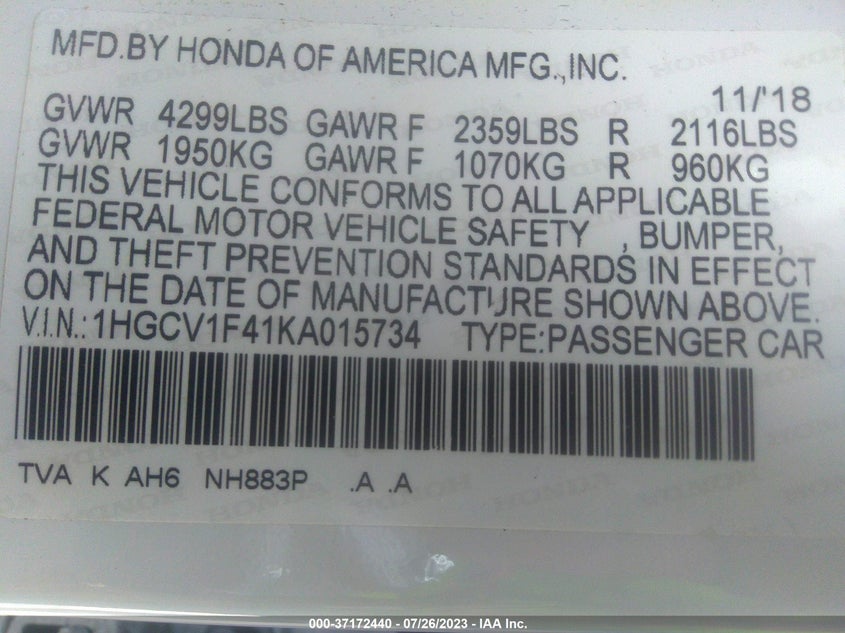 MFD.BY HONDA OF AMERICA MFG.,INC.
11/'18
GVWR 4299LBS GAWR F 2359LBS R 2116LBS
GVWR 1950KG GAWR F 1070KG R 960KG
THIS VEHICLE CONFORMS TO ALL APPLICABLE
FEDERAL MOTOR VEHICLE SAFETY , BUMPER,
AND THEFT PREVENTION STANDARDS IN EFFECT
ON THE DATE OF MANUFACTURE SHOWN ABOVE.
V.I.N.:1HGCV1F41KA015734 TYPE:PASSENGER CAR
TVA K AH6 NH883P .A .A
000-37172440 - 07/26/2023 - IAA Inc.